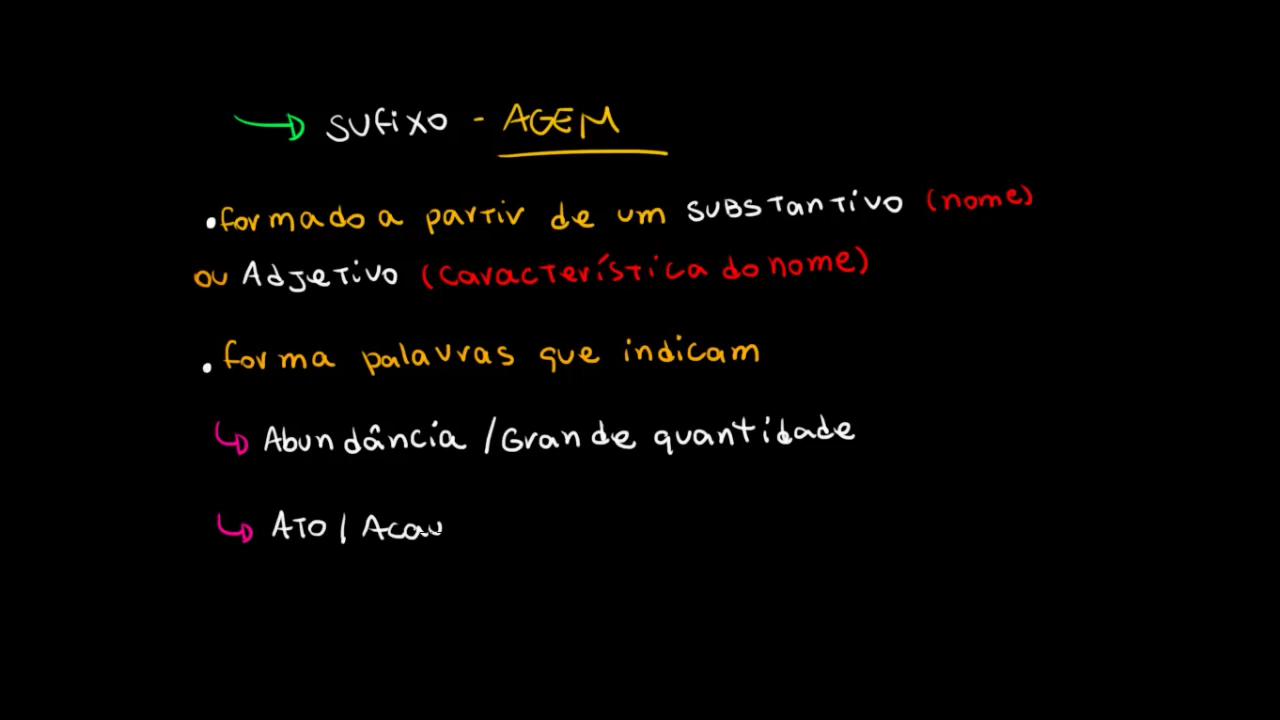 SUFIXO - AGEM
• formado a partir de um SUBSTANTIVO (nome)
ou Adjetivo (característica do nome)
• forma palavras que indicam
Abundância / Grande quantidade
ATO /